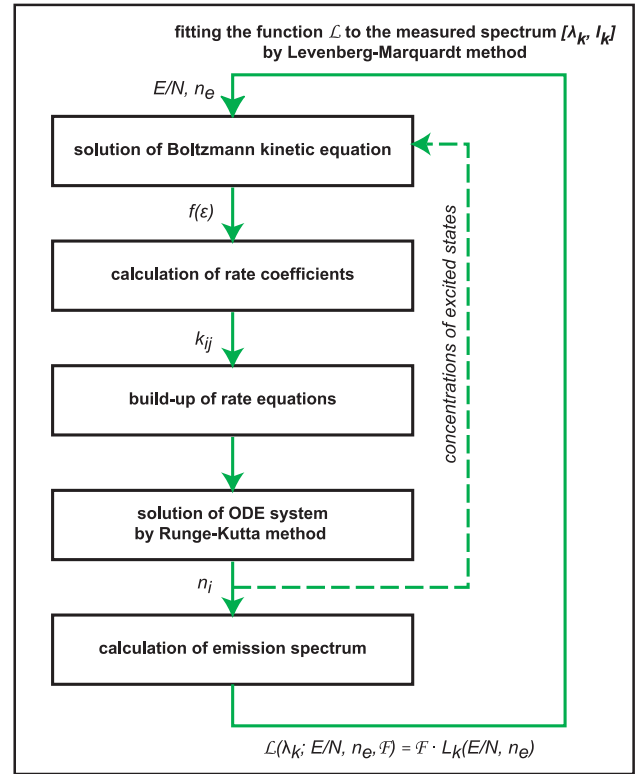 fitting the function ℒ to the measured spectrum [λₖ, Iₖ]
by Levenberg-Marquardt method
E/N, nₑ
solution of Boltzmann kinetic equation
f(ε)
calculation of rate coefficients
kᵢⱼ
build-up of rate equations
concentrations of excited states
solution of ODE system
by Runge-Kutta method
nᵢ
calculation of emission spectrum
ℒ(λₖ; E/N, nₑ, ℱ) = ℱ · Lₖ(E/N, nₑ)